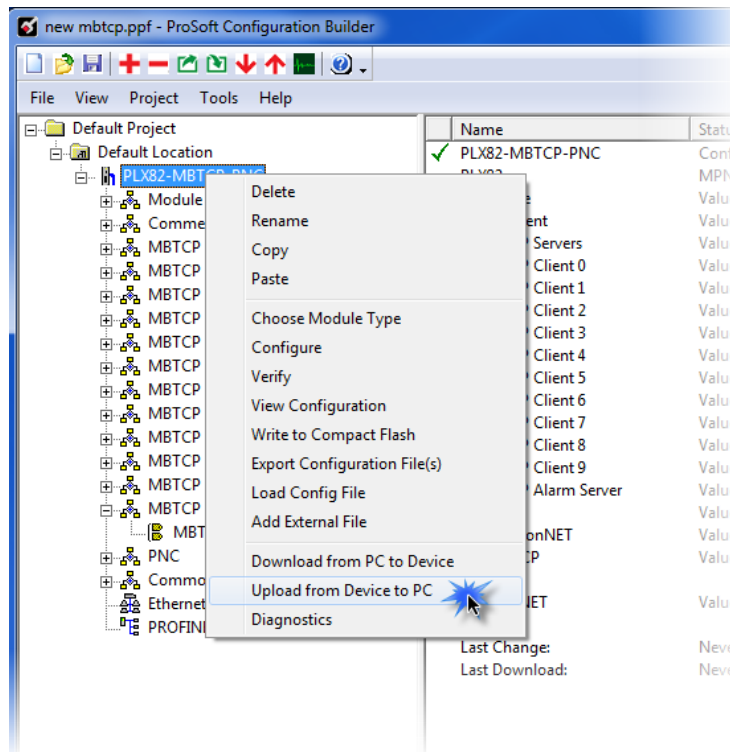 new mbtcp.ppf - ProSoft Configuration Builder
File View Project Tools Help
Default Project
Default Location
PLX82-MBTCP-PNC
Module
Comme
MBTCP
MBTCP
MBTCP
MBTCP
MBTCP
MBTCP
MBTCP
MBTCP
MBTCP
MBTCP
MBTCP
MBTCP
MBT
PNC
Commo
Ethernet
PROFIN
Delete
Rename
Copy
Paste
Choose Module Type
Configure
Verify
View Configuration
Write to Compact Flash
Export Configuration File(s)
Load Config File
Add External File
Download from PC to Device
Upload from Device to PC
Diagnostics
Name Statu
PLX82-MBTCP-PNC Conf
PLX82 MPN
e Valu
ent Valu
Servers Valu
Client 0 Valu
Client 1 Valu
Client 2 Valu
Client 3 Valu
Client 4 Valu
Client 5 Valu
Client 6 Valu
Client 7 Valu
Client 8 Valu
Client 9 Valu
Alarm Server Valu
Valu
onNET Valu
CP Valu
NET Valu
Last Change: Neve
Last Download: Neve